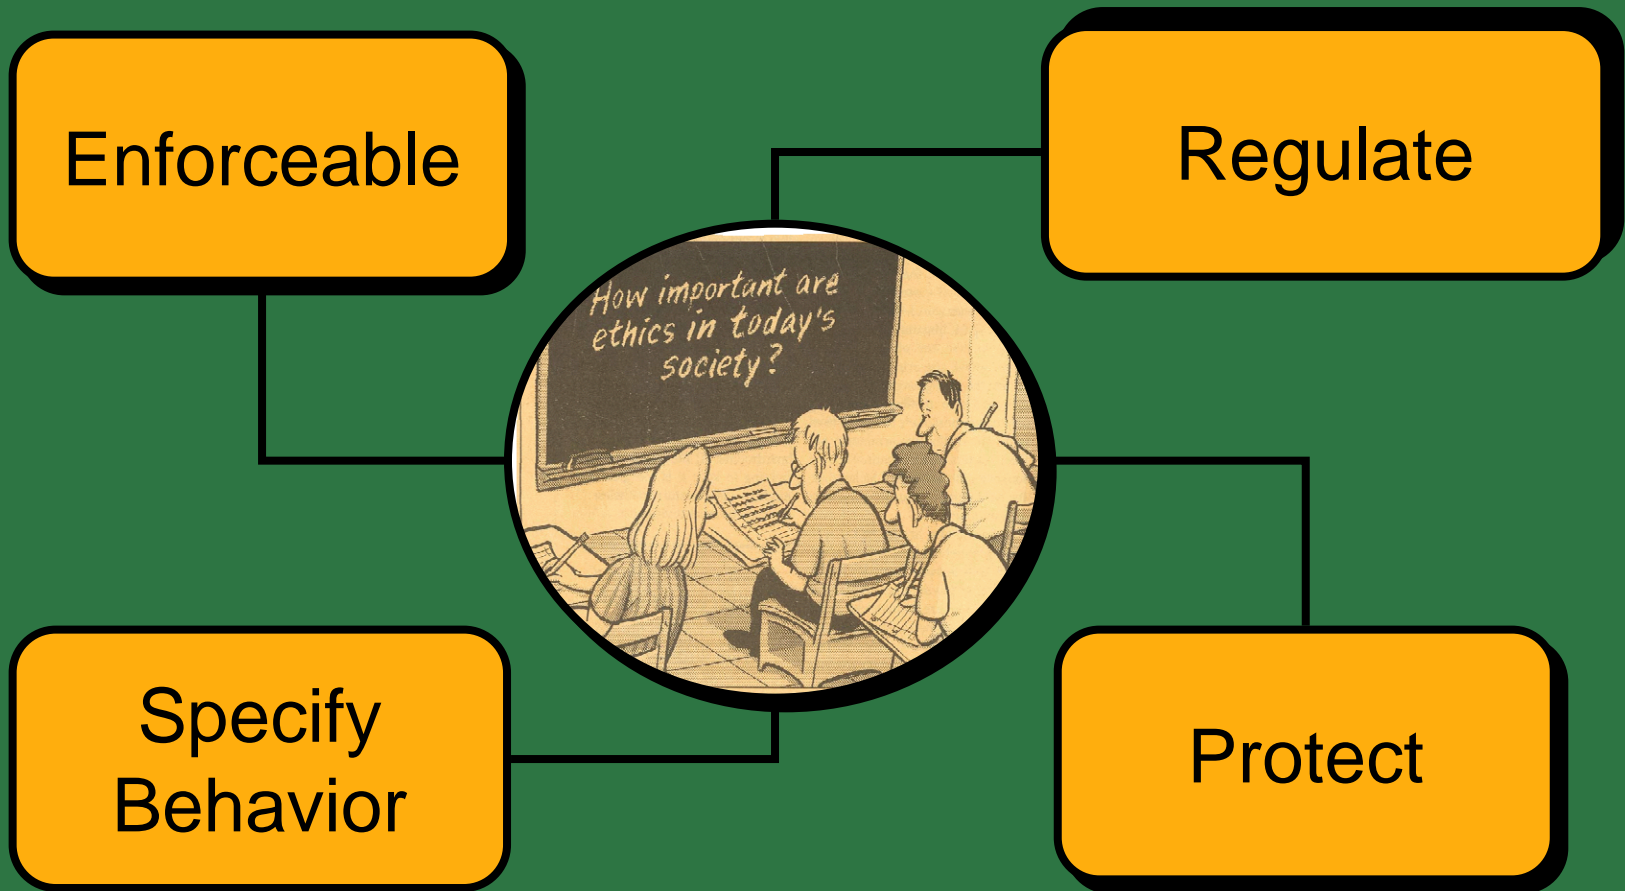 Enforceable
Regulate
How important are
ethics in today's
society?
Specify
Behavior
Protect